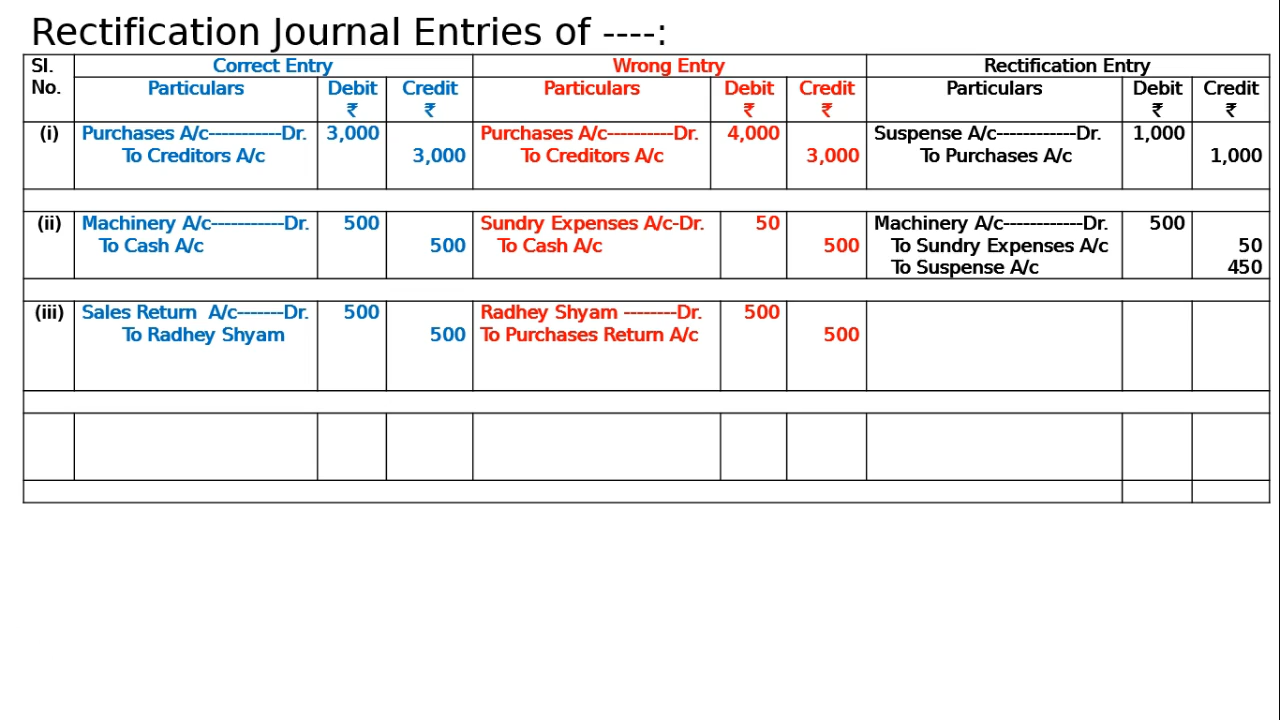 Rectification Journal Entries of ----:
Sl. No. Correct Entry Wrong Entry Rectification Entry
Particulars Debit ₹ Credit ₹ Particulars Debit ₹ Credit ₹ Particulars Debit ₹ Credit ₹
(i) Purchases A/c-----------Dr. 3,000 Purchases A/c----------Dr. 4,000 Suspense A/c------------Dr. 1,000
To Creditors A/c 3,000 To Creditors A/c 3,000 To Purchases A/c 1,000
(ii) Machinery A/c-----------Dr. 500 Sundry Expenses A/c-Dr. 50 Machinery A/c------------Dr. 500
To Cash A/c 500 To Cash A/c 500 To Sundry Expenses A/c 50
To Suspense A/c 450
(iii) Sales Return A/c-------Dr. 500 Radhey Shyam --------Dr. 500
To Radhey Shyam 500 To Purchases Return A/c 500